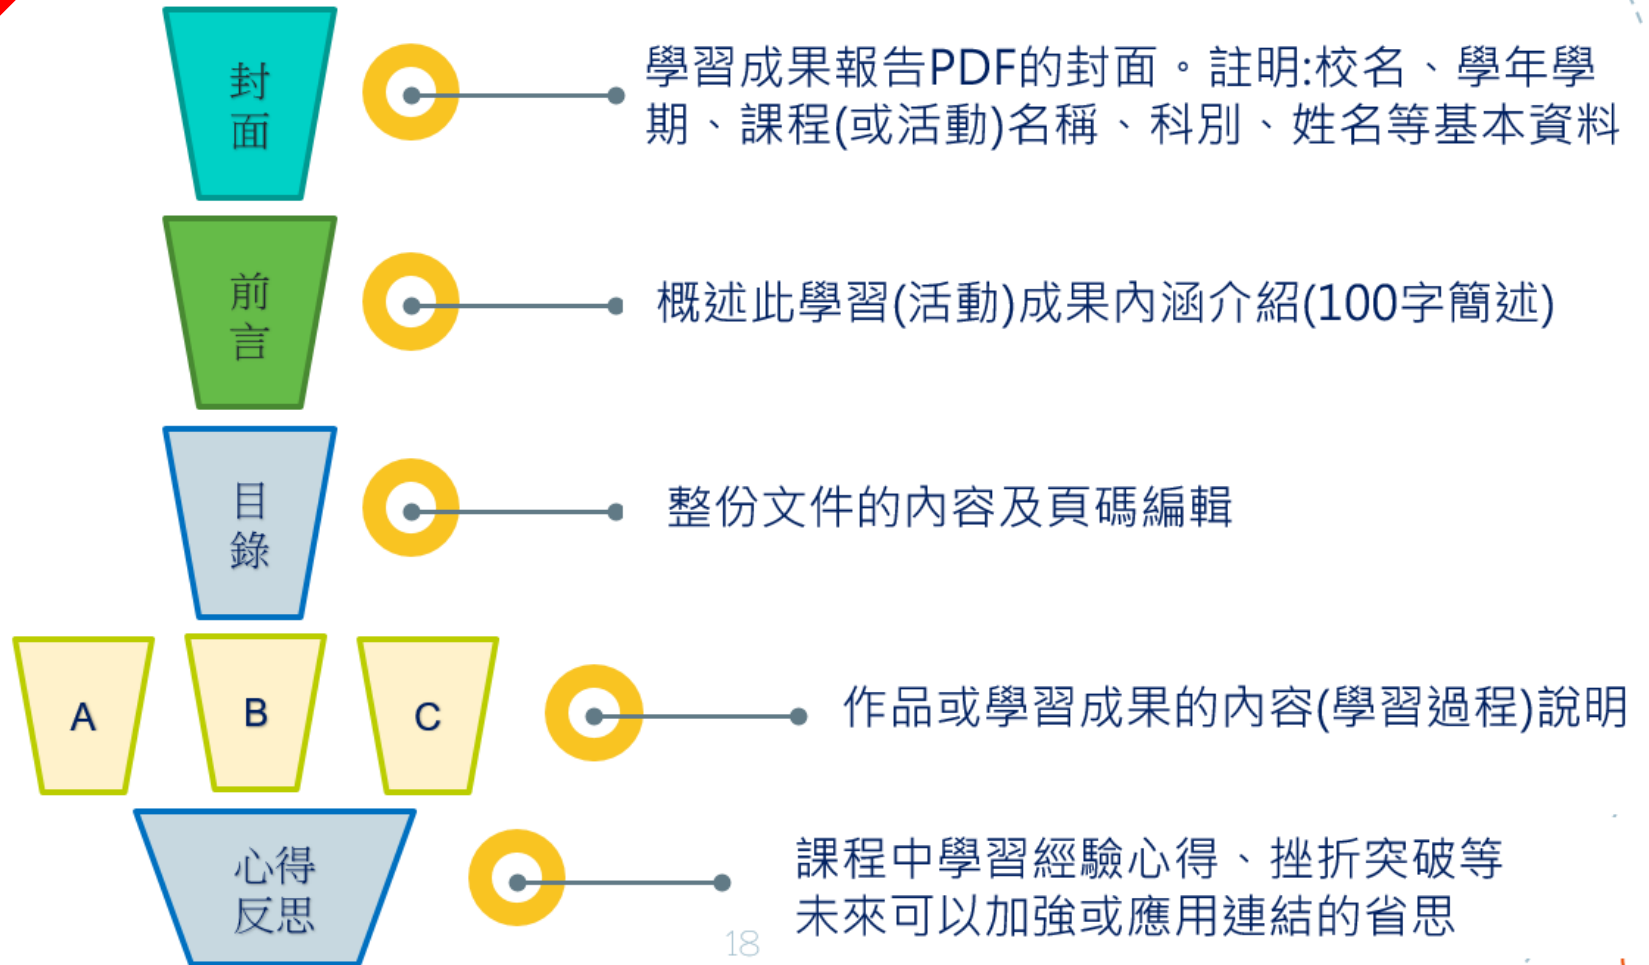 封面
學習成果報告PDF的封面。註明:校名、學年學
期、課程(或活動)名稱、科別、姓名等基本資料
前言
概述此學習(活動)成果內涵介紹(100字簡述)
目錄
整份文件的內容及頁碼編輯
A
B
C
作品或學習成果的內容(學習過程)說明
心得
反思
課程中學習經驗心得、挫折突破等
未來可以加強或應用連結的省思
18